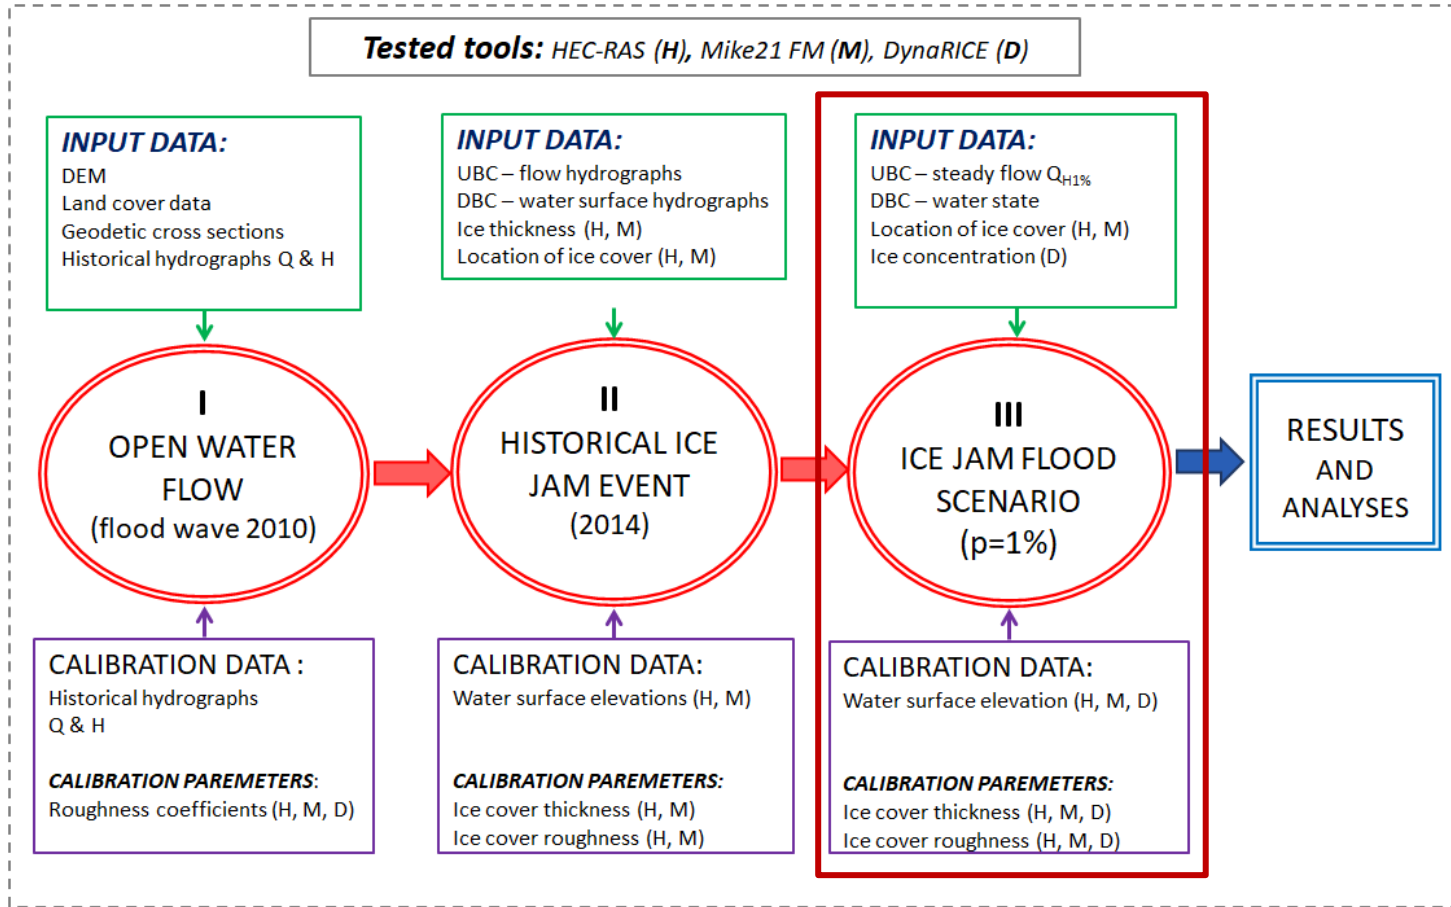 Tested tools: HEC-RAS (H), Mike21 FM (M), DynaRICE (D)
INPUT DATA:
DEM
Land cover data
Geodetic cross sections
Historical hydrographs Q & H
I
OPEN WATER
FLOW
(flood wave 2010)
CALIBRATION DATA :
Historical hydrographs
Q & H
CALIBRATION PAREMETERS:
Roughness coefficients (H, M, D)
INPUT DATA:
UBC – flow hydrographs
DBC – water surface hydrographs
Ice thickness (H, M)
Location of ice cover (H, M)
II
HISTORICAL ICE
JAM EVENT
(2014)
CALIBRATION DATA:
Water surface elevations (H, M)
CALIBRATION PAREMETERS:
Ice cover thickness (H, M)
Ice cover roughness (H, M)
INPUT DATA:
UBC – steady flow QH1%
DBC – water state
Location of ice cover (H, M)
Ice concentration (D)
III
ICE JAM FLOOD
SCENARIO
(p=1%)
CALIBRATION DATA:
Water surface elevation (H, M, D)
CALIBRATION PAREMETERS:
Ice cover thickness (H, M, D)
Ice cover roughness (H, M, D)
RESULTS
AND
ANALYSES